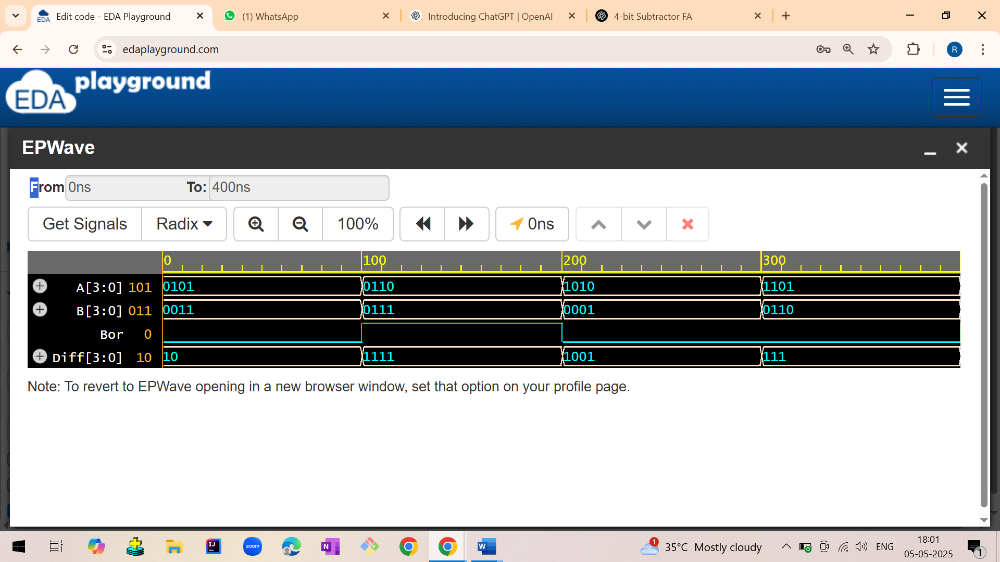 EDA Edit code - EDA Playground
(1) WhatsApp
Introducing ChatGPT | OpenAI
4-bit Subtractor FA
edaplayground.com
R
EDA playground
EPWave
From 0ns To: 400ns
Get Signals Radix 100% 0ns
0 100 200 300
A[3:0] 101 0101 0110 1010 1101
B[3:0] 011 0011 0111 0001 0110
Bor 0
Diff[3:0] 10 10 1111 1001 111
Note: To revert to EPWave opening in a new browser window, set that option on your profile page.
IJ zoom N W 1 35°C Mostly cloudy ENG 18:01
05-05-2025 1